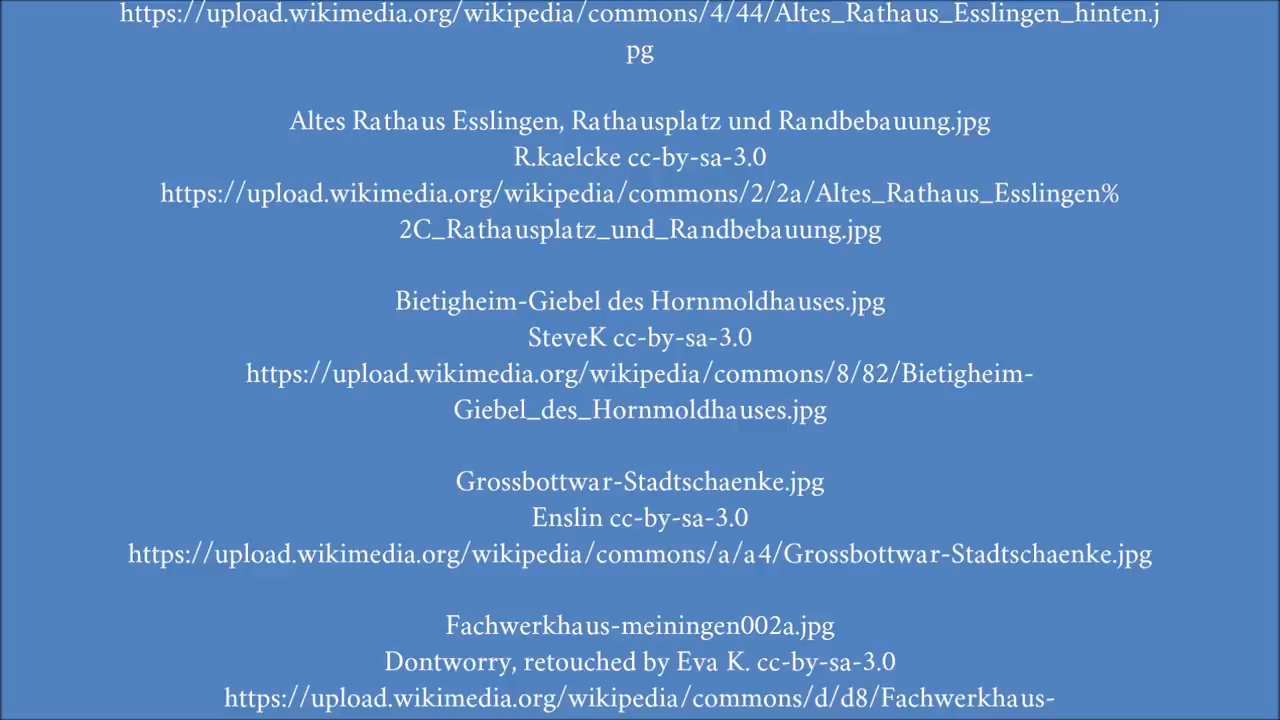 https://upload.wikimedia.org/wikipedia/commons/4/44/Altes_Rathaus_Esslingen_hinten.j
pg
Altes Rathaus Esslingen, Rathausplatz und Randbebauung.jpg
R.kaelcke cc-by-sa-3.0
https://upload.wikimedia.org/wikipedia/commons/2/2a/Altes_Rathaus_Esslingen%
2C_Rathausplatz_und_Randbebauung.jpg
Bietigheim-Giebel des Hornmoldhauses.jpg
SteveK cc-by-sa-3.0
https://upload.wikimedia.org/wikipedia/commons/8/82/Bietigheim-
Giebel_des_Hornmoldhauses.jpg
Grossbottwar-Stadtschaenke.jpg
Enslin cc-by-sa-3.0
https://upload.wikimedia.org/wikipedia/commons/a/a4/Grossbottwar-Stadtschaenke.jpg
Fachwerkhaus-meiningen002a.jpg
Dontworry, retouched by Eva K. cc-by-sa-3.0
https://upload.wikimedia.org/wikipedia/commons/d/d8/Fachwerkhaus-